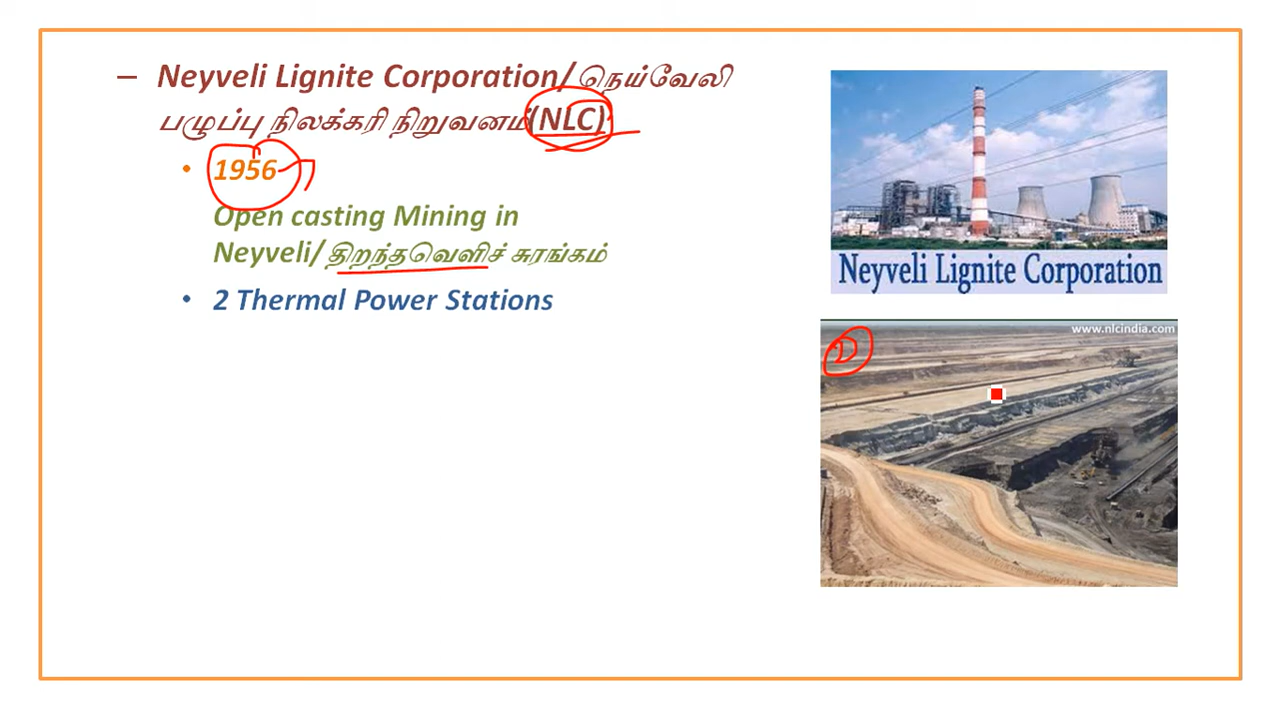 – Neyveli Lignite Corporation/ நெய்வேலி
பழுப்பு நிலக்கரி நிறுவனம்(NLC)
• 1956
Open casting Mining in
Neyveli/ திறந்தவெளிச் சுரங்கம்
• 2 Thermal Power Stations
Neyveli Lignite Corporation
www.nlcindia.com